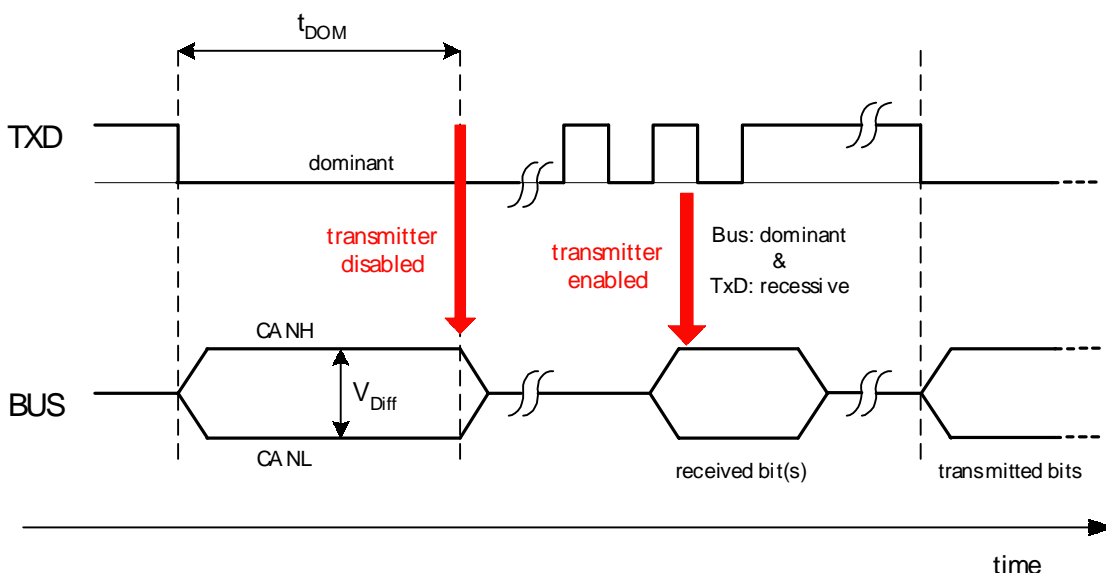 tDOM
TXD
dominant
transmitter
disabled
transmitter
enabled
Bus: dominant
&
TxD: recessive
CANH
VDiff
BUS
CANL
received bit(s)
transmitted bits
time